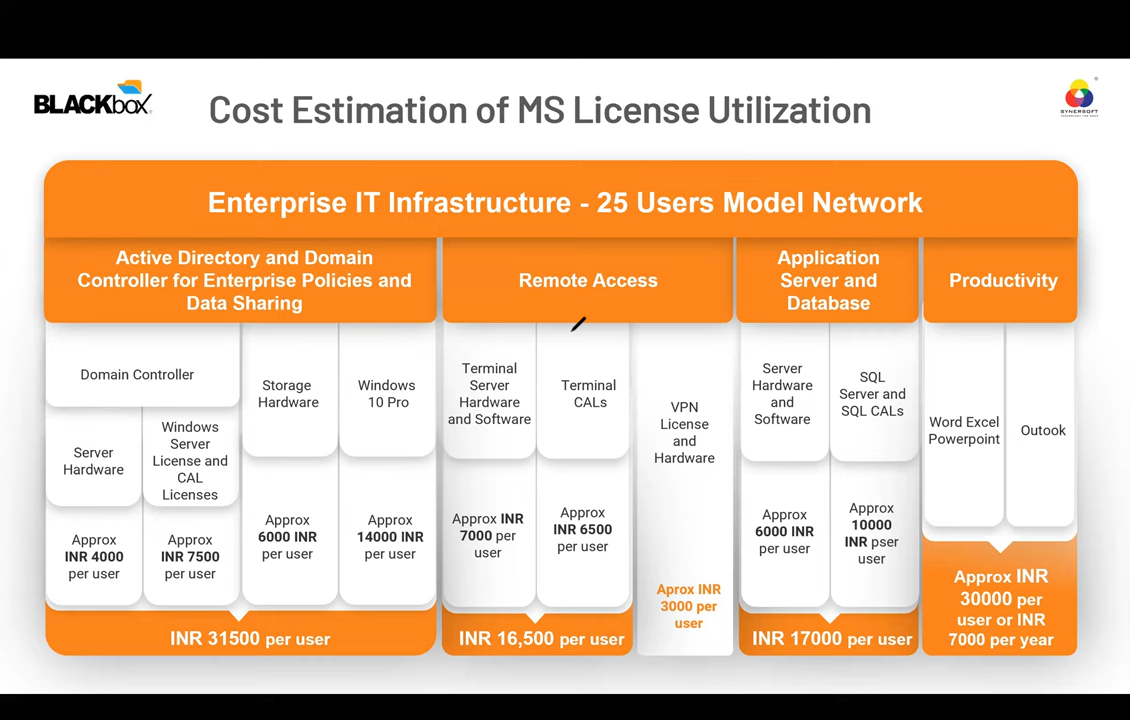 BLACKbox
Cost Estimation of MS License Utilization
SYNERSOFT
Enterprise IT Infrastructure - 25 Users Model Network
Active Directory and Domain
Controller for Enterprise Policies and
Data Sharing
Remote Access
Application
Server and
Database
Productivity
Domain Controller
Server
Hardware
Windows
Server
License and
CAL
Licenses
Storage
Hardware
Windows
10 Pro
Terminal
Server
Hardware
and Software
Terminal
CALs
VPN
License
and
Hardware
Server
Hardware
and
Software
SQL
Server and
SQL CALs
Word Excel
Powerpoint
Outook
Approx
INR 4000
per user
Approx
INR 7500
per user
Approx
6000 INR
per user
Approx
14000 INR
per user
Approx INR
7000 per
user
Approx
INR 6500
per user
Aprox INR
3000 per
user
Approx
6000 INR
per user
Approx
10000
INR pser
user
Approx INR
30000 per
user or INR
7000 per year
INR 31500 per user
INR 16,500 per user
INR 17000 per user